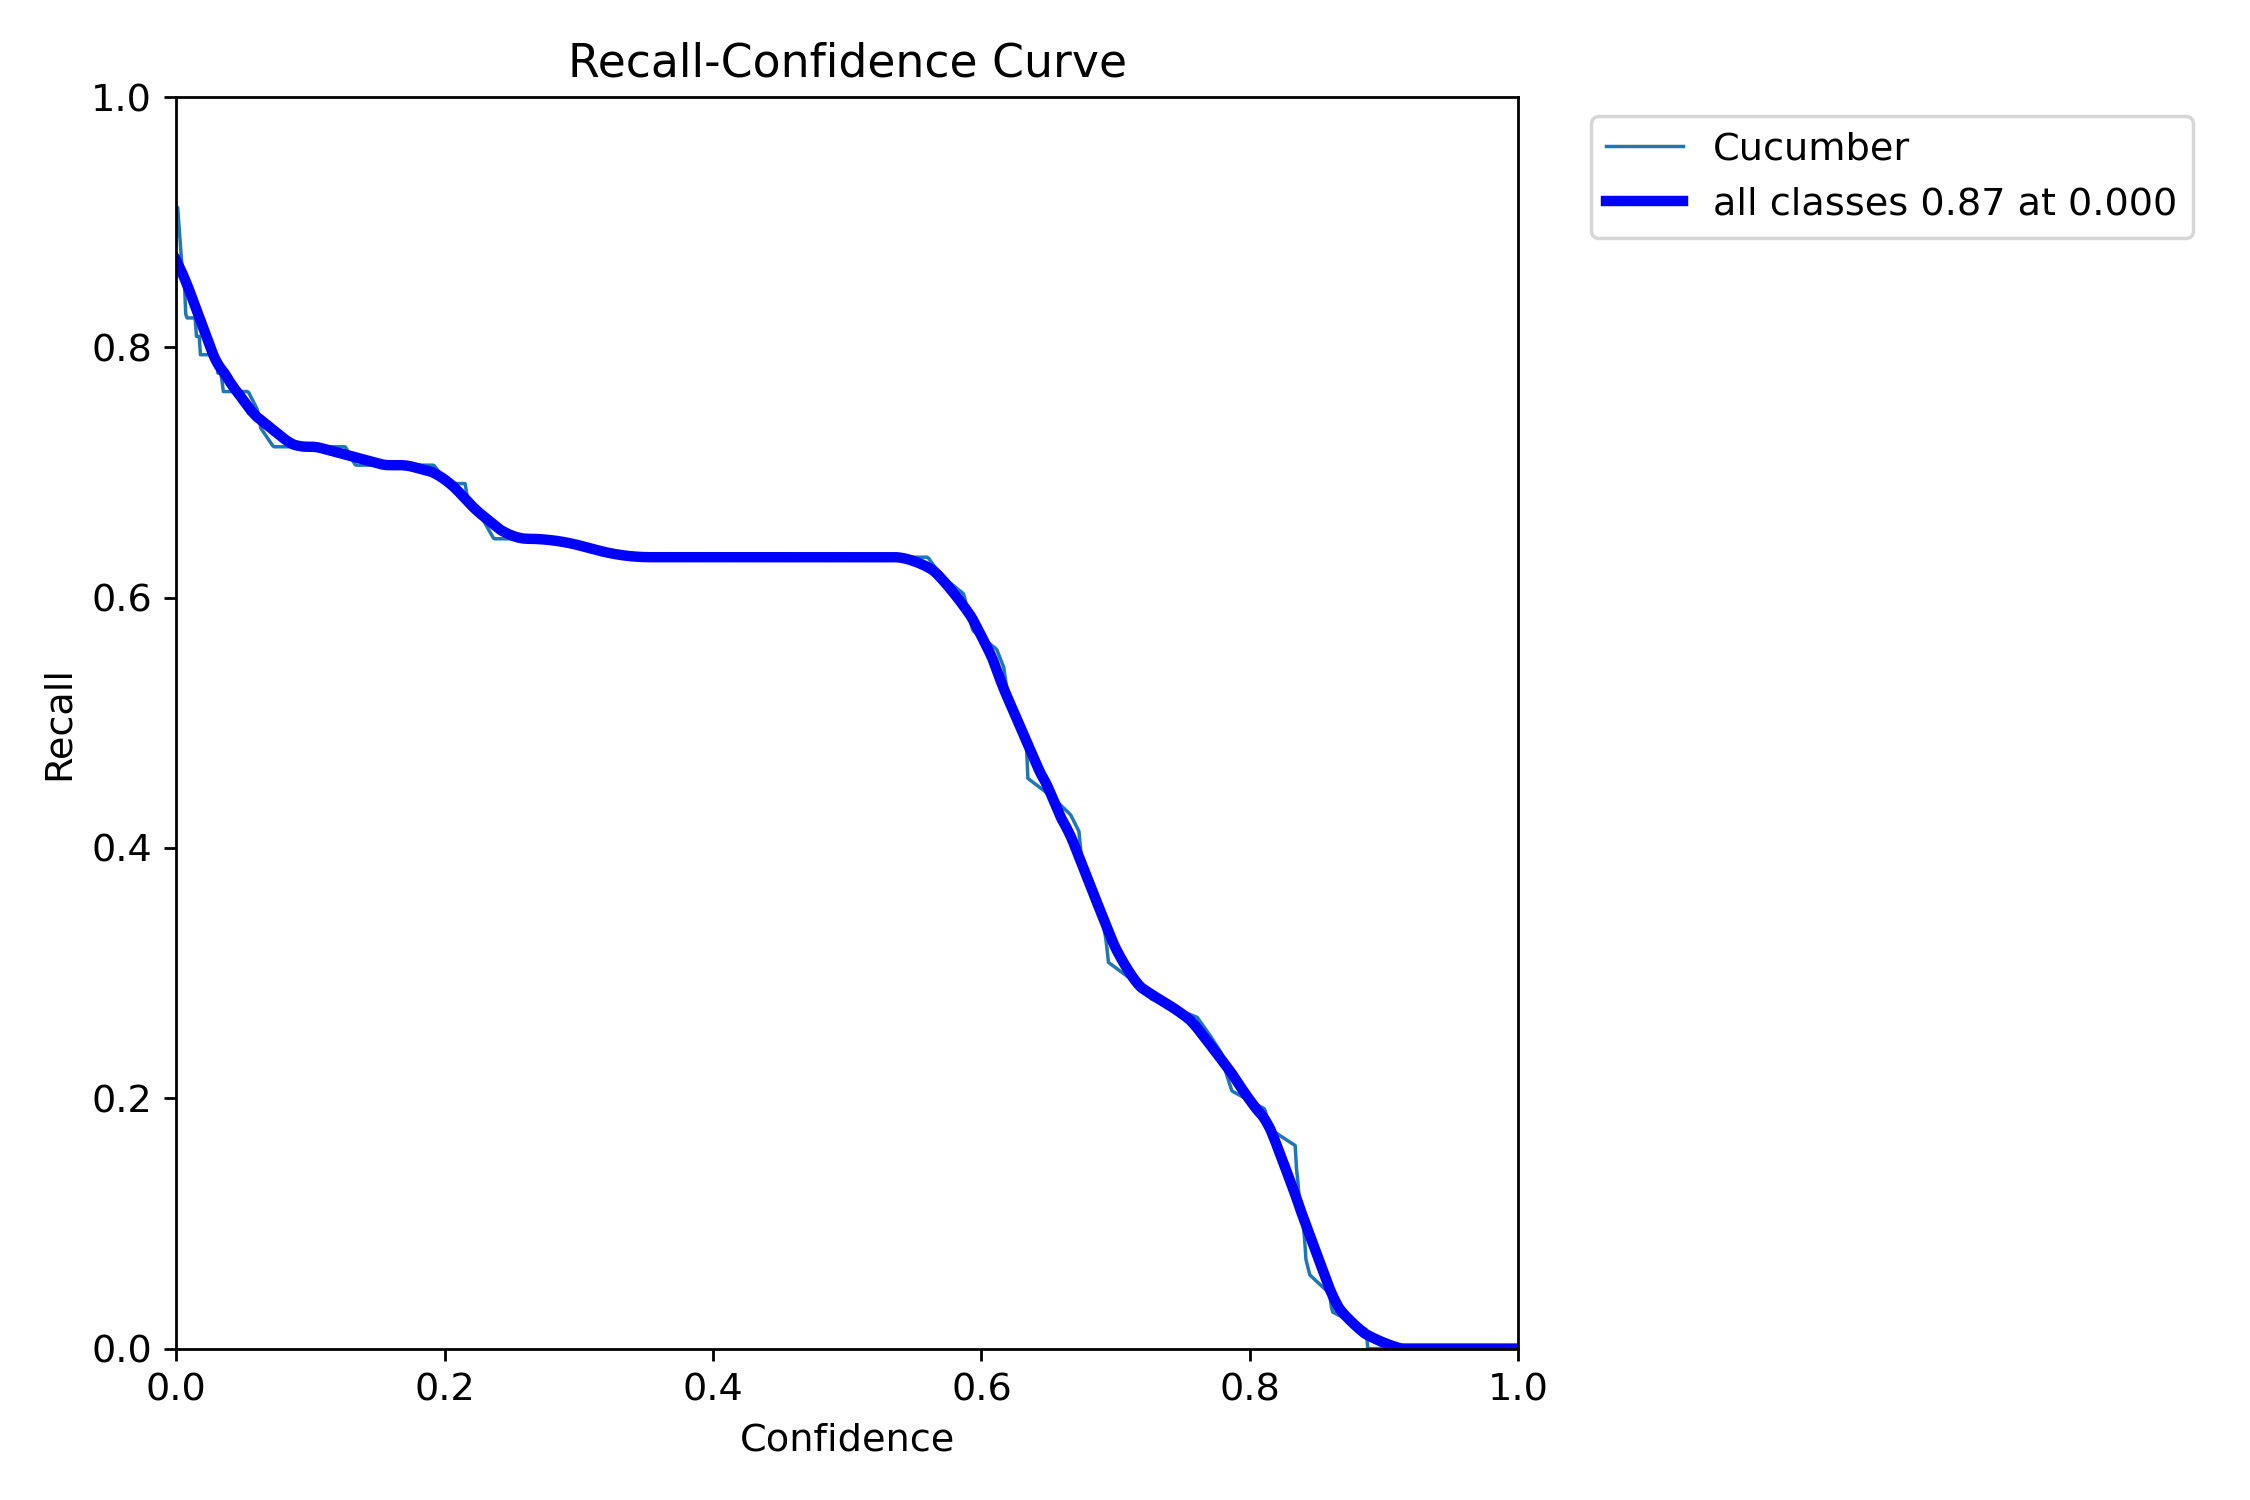 Recall-Confidence Curve
1.0
0.8
0.6
0.4
0.2
0.0
Recall
0.0 0.2 0.4 0.6 0.8 1.0
Confidence
Cucumber
all classes 0.87 at 0.000